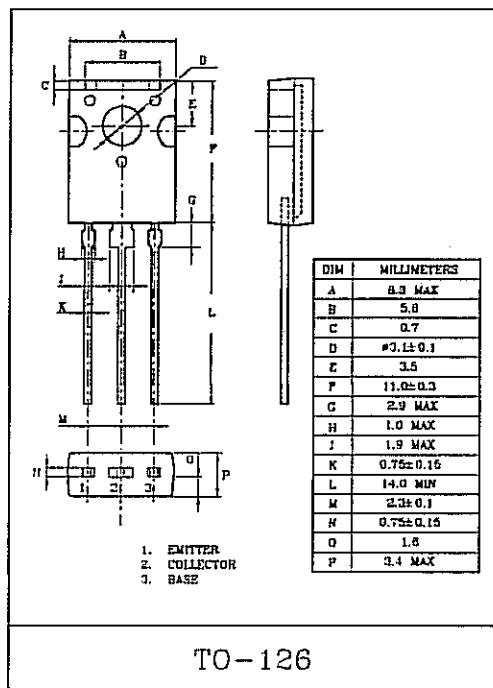 A
B
D
C
E
F
G
H
J
K
L
M
N
O
P
1 2 3
1. EMITTER
2. COLLECTOR
3. BASE
DIM MILLIMETERS
A 8.3 MAX
B 5.8
C 0.7
D ø3.1±0.1
E 3.5
F 11.0±0.3
G 2.9 MAX
H 1.0 MAX
J 1.9 MAX
K 0.75±0.15
L 14.0 MIN
M 2.3±0.1
N 0.75±0.15
O 1.6
P 3.4 MAX
TO-126